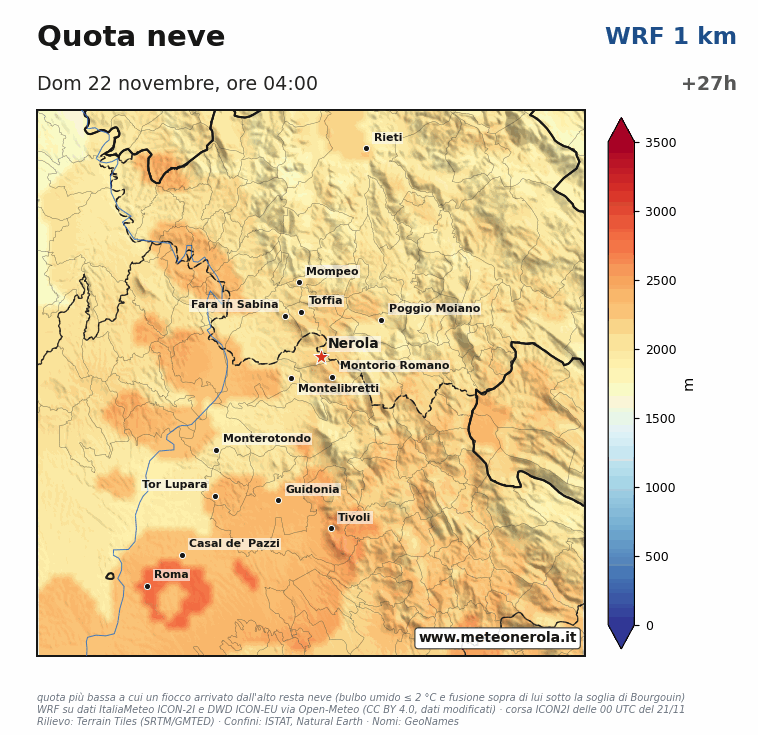 Quota neve
WRF 1 km
Dom 22 novembre, ore 04:00
+27h
Rieti
Mompeo
Toffia
Fara in Sabina
Poggio Moiano
Nerola
Montorio Romano
Montelibretti
Monterotondo
Tor Lupara
Guidonia
Tivoli
Casal de' Pazzi
Roma
www.meteonerola.it
3500
3000
2500
2000
1500
1000
500
0
m
quota più bassa a cui un fiocco arrivato dall'alto resta neve (bulbo umido ≤ 2 °C e fusione sopra di lui sotto la soglia di Bourgouin)
WRF su dati ItaliaMeteo ICON-2I e DWD ICON-EU via Open-Meteo (CC BY 4.0, dati modificati) · corsa ICON2I delle 00 UTC del 21/11
Rilievo: Terrain Tiles (SRTM/GMTED) · Confini: ISTAT, Natural Earth · Nomi: GeoNames